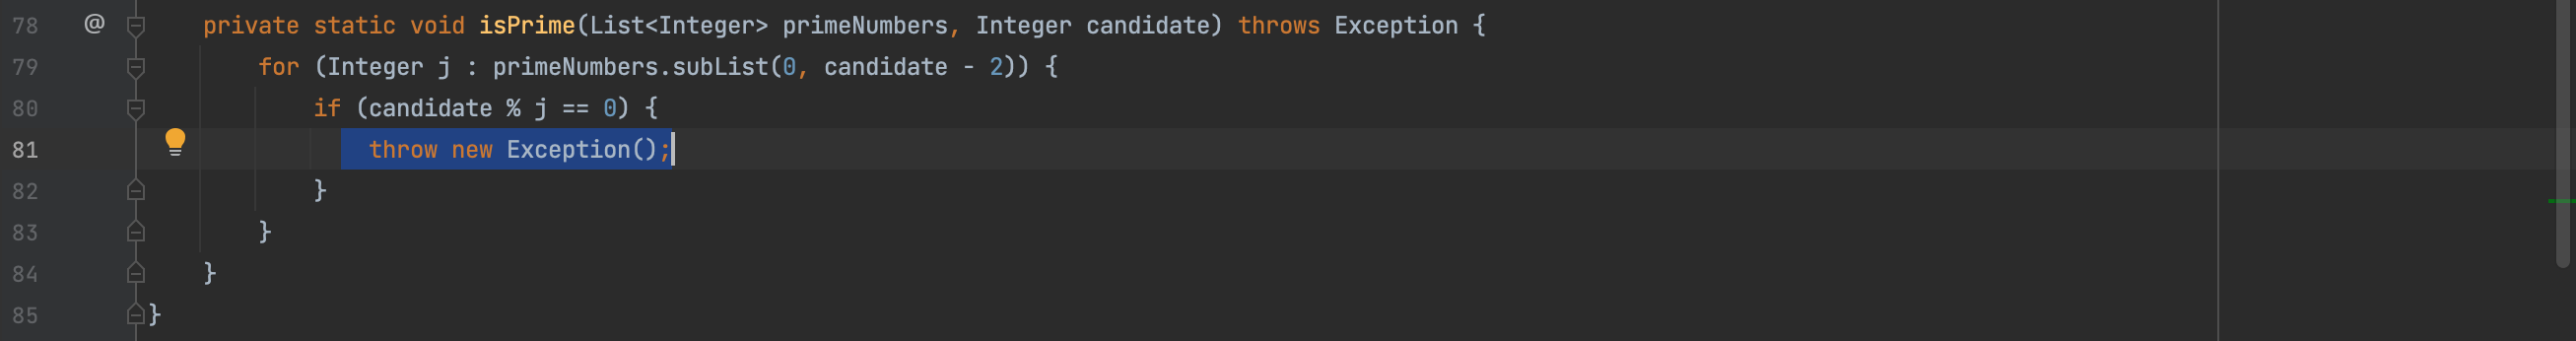 78 @ private static void isPrime(List<Integer> primeNumbers, Integer candidate) throws Exception {
79 for (Integer j : primeNumbers.subList(0, candidate - 2)) {
80 if (candidate % j == 0) {
81 throw new Exception();
82 }
83 }
84 }
85 }